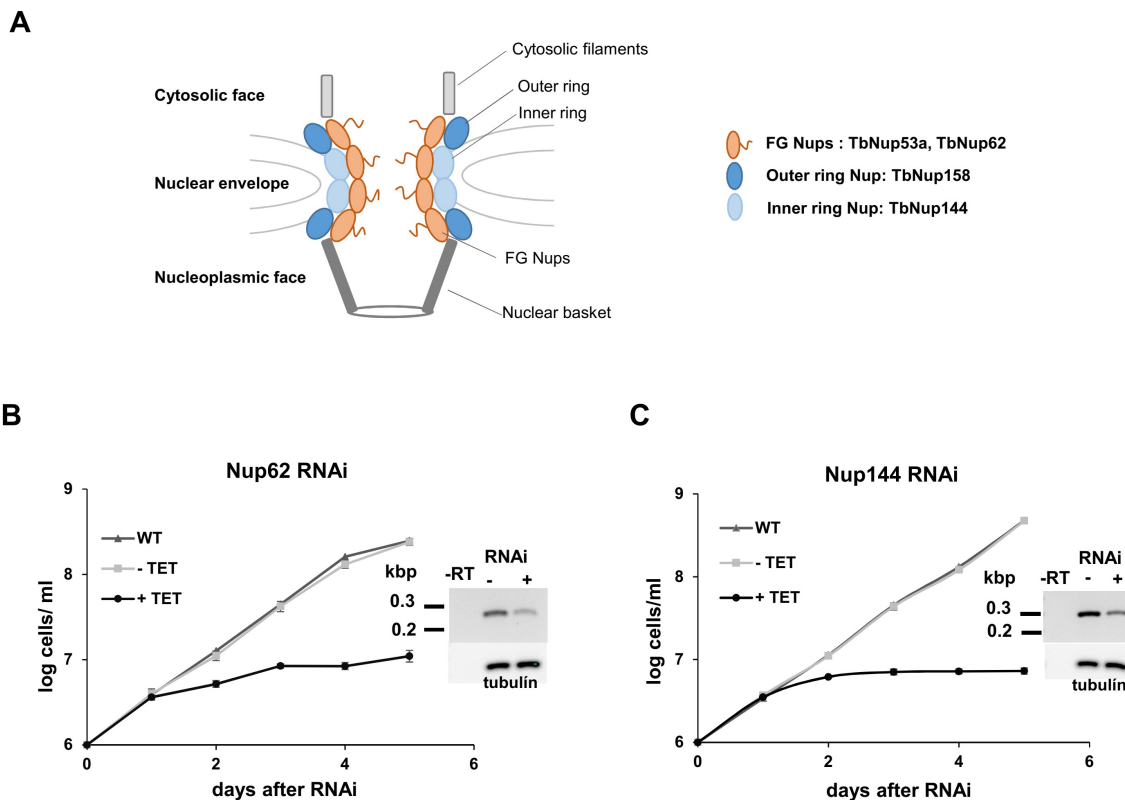 A
Cytosolic filaments
Cytosolic face
Outer ring
Inner ring
Nuclear envelope
FG Nups
Nucleoplasmic face
Nuclear basket
FG Nups : TbNup53a, TbNup62
Outer ring Nup: TbNup158
Inner ring Nup: TbNup144
B
Nup62 RNAi
9
8
7
6
log cells/ ml
WT
- TET
+ TET
RNAi
kbp -RT - +
0.3
0.2
tubulín
0 2 4 6
days after RNAi
C
Nup144 RNAi
9
8
7
6
log cells/ml
WT
- TET
+ TET
RNAi
kbp -RT - +
0.3
0.2
tubulín
0 2 4 6
days after RNAi